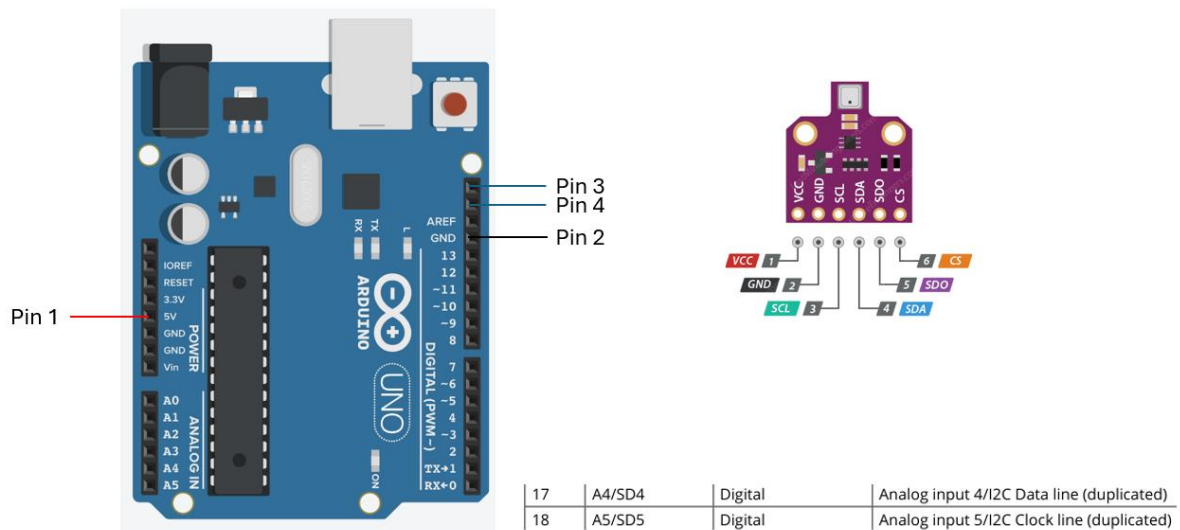 Pin 3
Pin 4
AREF
GND
Pin 2
RX
TX
L
13
12
~11
~10
~9
8
IOREF
RESET
3.3V
Pin 1
5V
GND
GND
Vin
POWER
ARDUINO
UNO
DIGITAL (PWM~)
7
~6
~5
4
~3
2
TX→1
RX←0
A0
A1
A2
A3
A4
A5
ANALOG IN
ON
VCC
GND
SCL
SDA
SDO
CS
VCC 1
6 CS
GND 2
5 SDO
SCL 3
4 SDA
17 A4/SD4 Digital Analog input 4/I2C Data line (duplicated)
18 A5/SD5 Digital Analog input 5/I2C Clock line (duplicated)